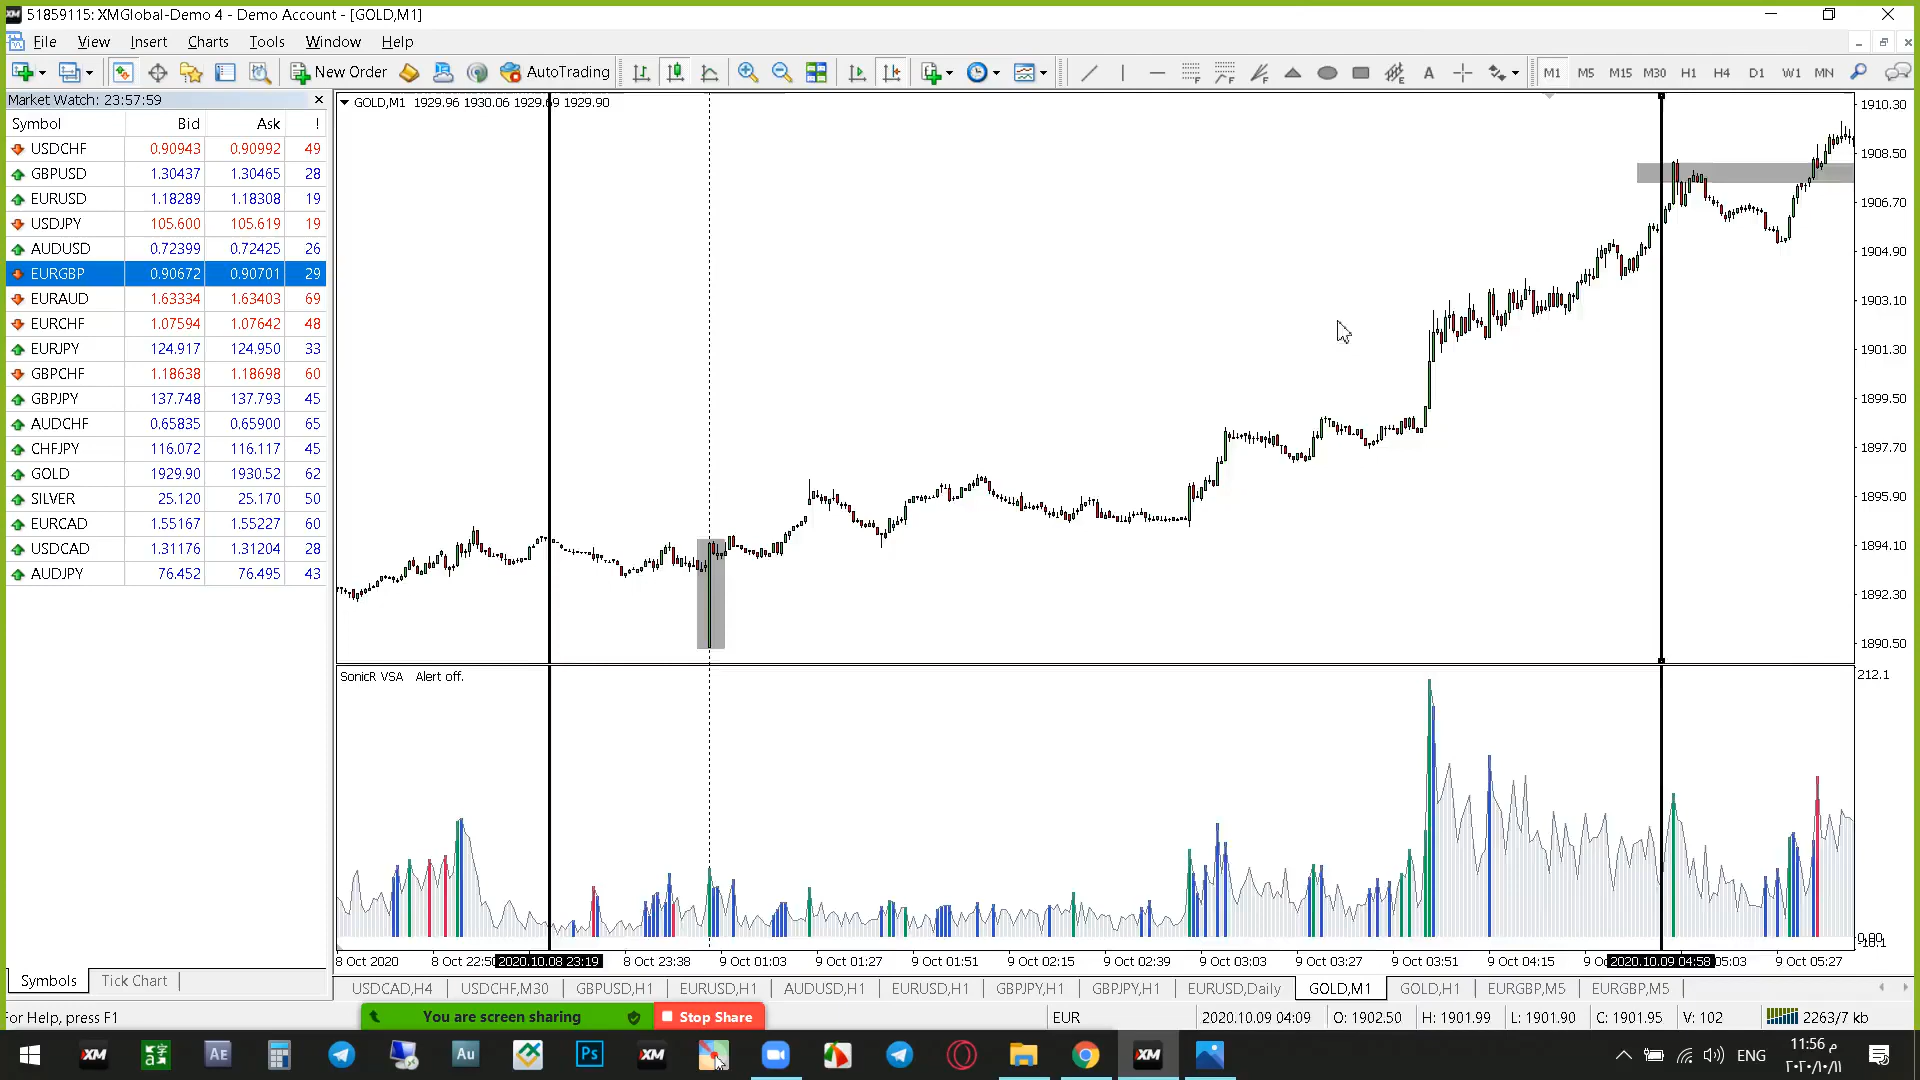 51859115: XMGlobal-Demo 4 - Demo Account - [GOLD,M1]
File View Insert Charts Tools Window Help
New Order AutoTrading A M1 M5 M15 M30 H1 H4 D1 W1 MN
Market Watch: 23:57:59
Symbol Bid Ask !
USDCHF 0.90943 0.90992 49
GBPUSD 1.30437 1.30465 28
EURUSD 1.18289 1.18308 19
USDJPY 105.600 105.619 19
AUDUSD 0.72399 0.72425 26
EURGBP 0.90672 0.90701 29
EURAUD 1.63334 1.63403 69
EURCHF 1.07594 1.07642 48
EURJPY 124.917 124.950 33
GBPCHF 1.18638 1.18698 60
GBPJPY 137.748 137.793 45
AUDCHF 0.65835 0.65900 65
CHFJPY 116.072 116.117 45
GOLD 1929.90 1930.52 62
SILVER 25.120 25.170 50
EURCAD 1.55167 1.55227 60
USDCAD 1.31176 1.31204 28
AUDJPY 76.452 76.495 43
Symbols Tick Chart
GOLD,M1 1929.96 1930.06 1929.69 1929.90
1910.30
1908.50
1906.70
1904.90
1903.10
1901.30
1899.50
1897.70
1895.90
1894.10
1892.30
1890.50
SonicR VSA Alert off.
212.1
8 Oct 2020 8 Oct 22:50 2020.10.08 23:19 8 Oct 23:38 9 Oct 01:03 9 Oct 01:27 9 Oct 01:51 9 Oct 02:15 9 Oct 02:39 9 Oct 03:03 9 Oct 03:27 9 Oct 03:51 9 Oct 04:15 2020.10.09 04:58 05:03 9 Oct 05:27
USDCAD,H4 USDCHF,M30 GBPUSD,H1 EURUSD,H1 AUDUSD,H1 EURUSD,H1 GBPJPY,H1 GBPJPY,H1 EURUSD,Daily GOLD,M1 GOLD,H1 EURGBP,M5 EURGBP,M5
For Help, press F1
You are screen sharing Stop Share
EUR 2020.10.09 04:09 O: 1902.50 H: 1901.99 L: 1901.90 C: 1901.95 V: 102 2263/7 kb
XM Ae Au Ps XM XM
ENG
11:56 م
٢٠٢٠/١٠/١١